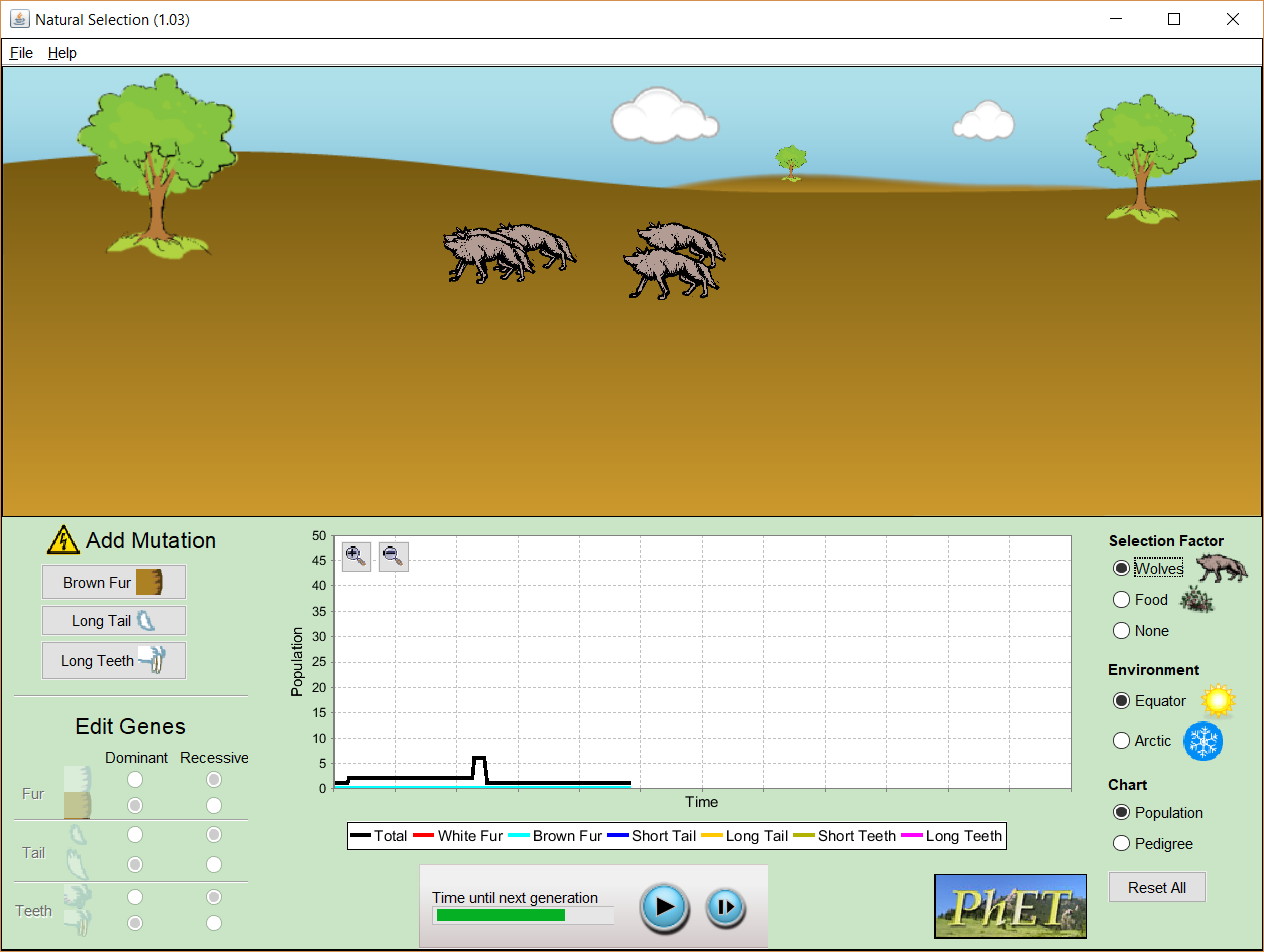 Natural Selection (1.03)
File Help
Add Mutation
Brown Fur
Long Tail
Long Teeth
Edit Genes
Dominant Recessive
Fur
Tail
Teeth
50
45
40
35
30
25
20
15
10
5
0
Population
Time
Total White Fur Brown Fur Short Tail Long Tail Short Teeth Long Teeth
Time until next generation
PhET
Selection Factor
Wolves
Food
None
Environment
Equator
Arctic
Chart
Population
Pedigree
Reset All